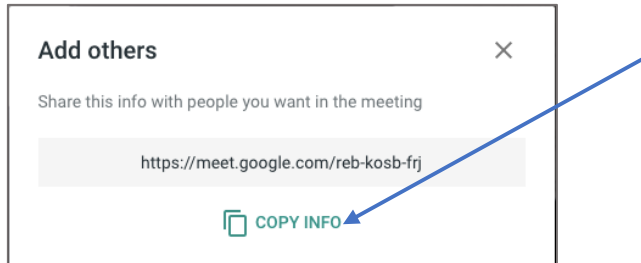 Add others
Share this info with people you want in the meeting
https://meet.google.com/reb-kosb-frj
COPY INFO